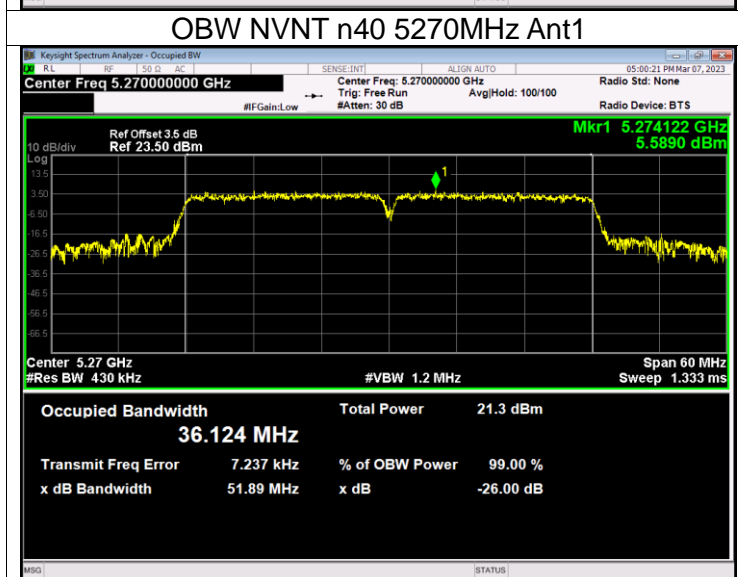 OBW NVNT n40 5270MHz Ant1
Keysight Spectrum Analyzer - Occupied BW
RL RF 50 Ω AC SENSE:INT ALIGN AUTO 05:00:21 PM Mar 07, 2023
Center Freq 5.270000000 GHz Center Freq: 5.270000000 GHz Radio Std: None
Trig: Free Run Avg|Hold: 100/100
#IFGain:Low #Atten: 30 dB Radio Device: BTS
Mkr1 5.274122 GHz
5.5890 dBm
Ref Offset 3.5 dB
10 dB/div Ref 23.50 dBm
Log
13.5
1
3.50
-6.50
-16.5
-26.5
-36.5
-46.5
-56.5
-66.5
Center 5.27 GHz Span 60 MHz
#Res BW 430 kHz #VBW 1.2 MHz Sweep 1.333 ms
Occupied Bandwidth Total Power 21.3 dBm
36.124 MHz
Transmit Freq Error 7.237 kHz % of OBW Power 99.00 %
x dB Bandwidth 51.89 MHz x dB -26.00 dB
MSG STATUS